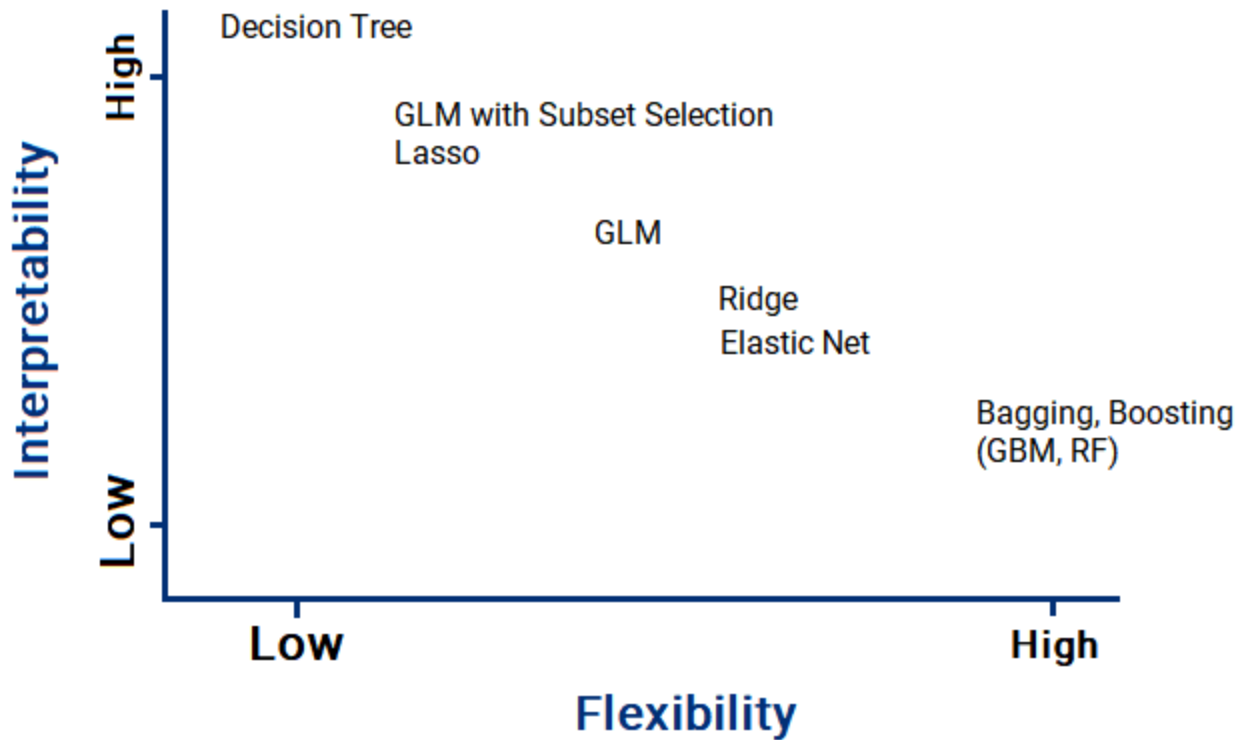 Decision Tree
High
GLM with Subset Selection
Lasso
GLM
Interpretability
Ridge
Elastic Net
Bagging, Boosting
(GBM, RF)
Low
Low
High
Flexibility